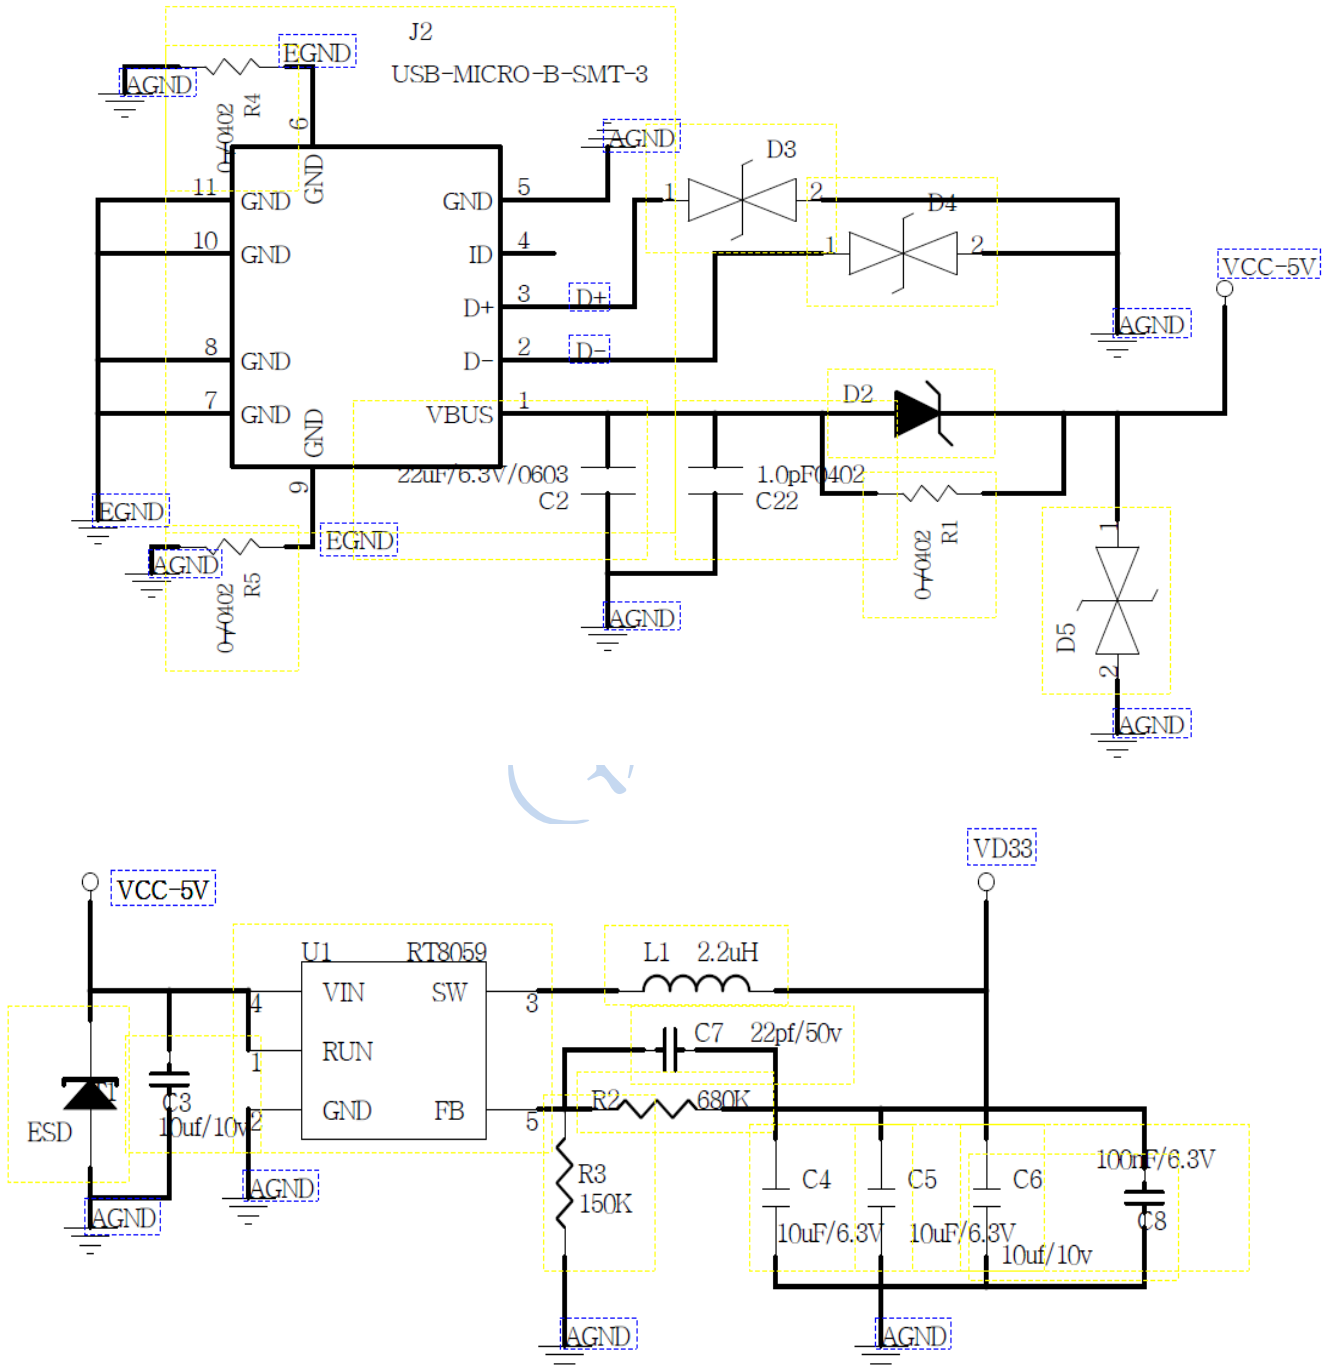 J2
USB-MICRO-B-SMT-3
EGND
AGND
R4
0/0402
6
GND
AGND
D3
11
GND
GND
5
1
2
D4
10
GND
ID
4
1
2
VCC-5V
D+
3
D+
AGND
8
GND
D-
2
D-
7
GND
VBUS
1
D2
GND
22uF/6.3V/0603
C2
1.0pF0402
C22
9
EGND
EGND
AGND
R5
0/0402
R1
0/0402
1
D5
2
AGND
AGND
VD33
VCC-5V
U1
RT8059
L1
2.2uH
4
VIN
SW
3
1
RUN
C7
22pf/50v
C3
10uf/10v
2
GND
FB
5
R2
680K
ESD
R3
150K
C4
C5
C6
100nF/6.3V
C8
10uF/6.3V
10uF/6.3V
10uf/10v
AGND
AGND
AGND
AGND